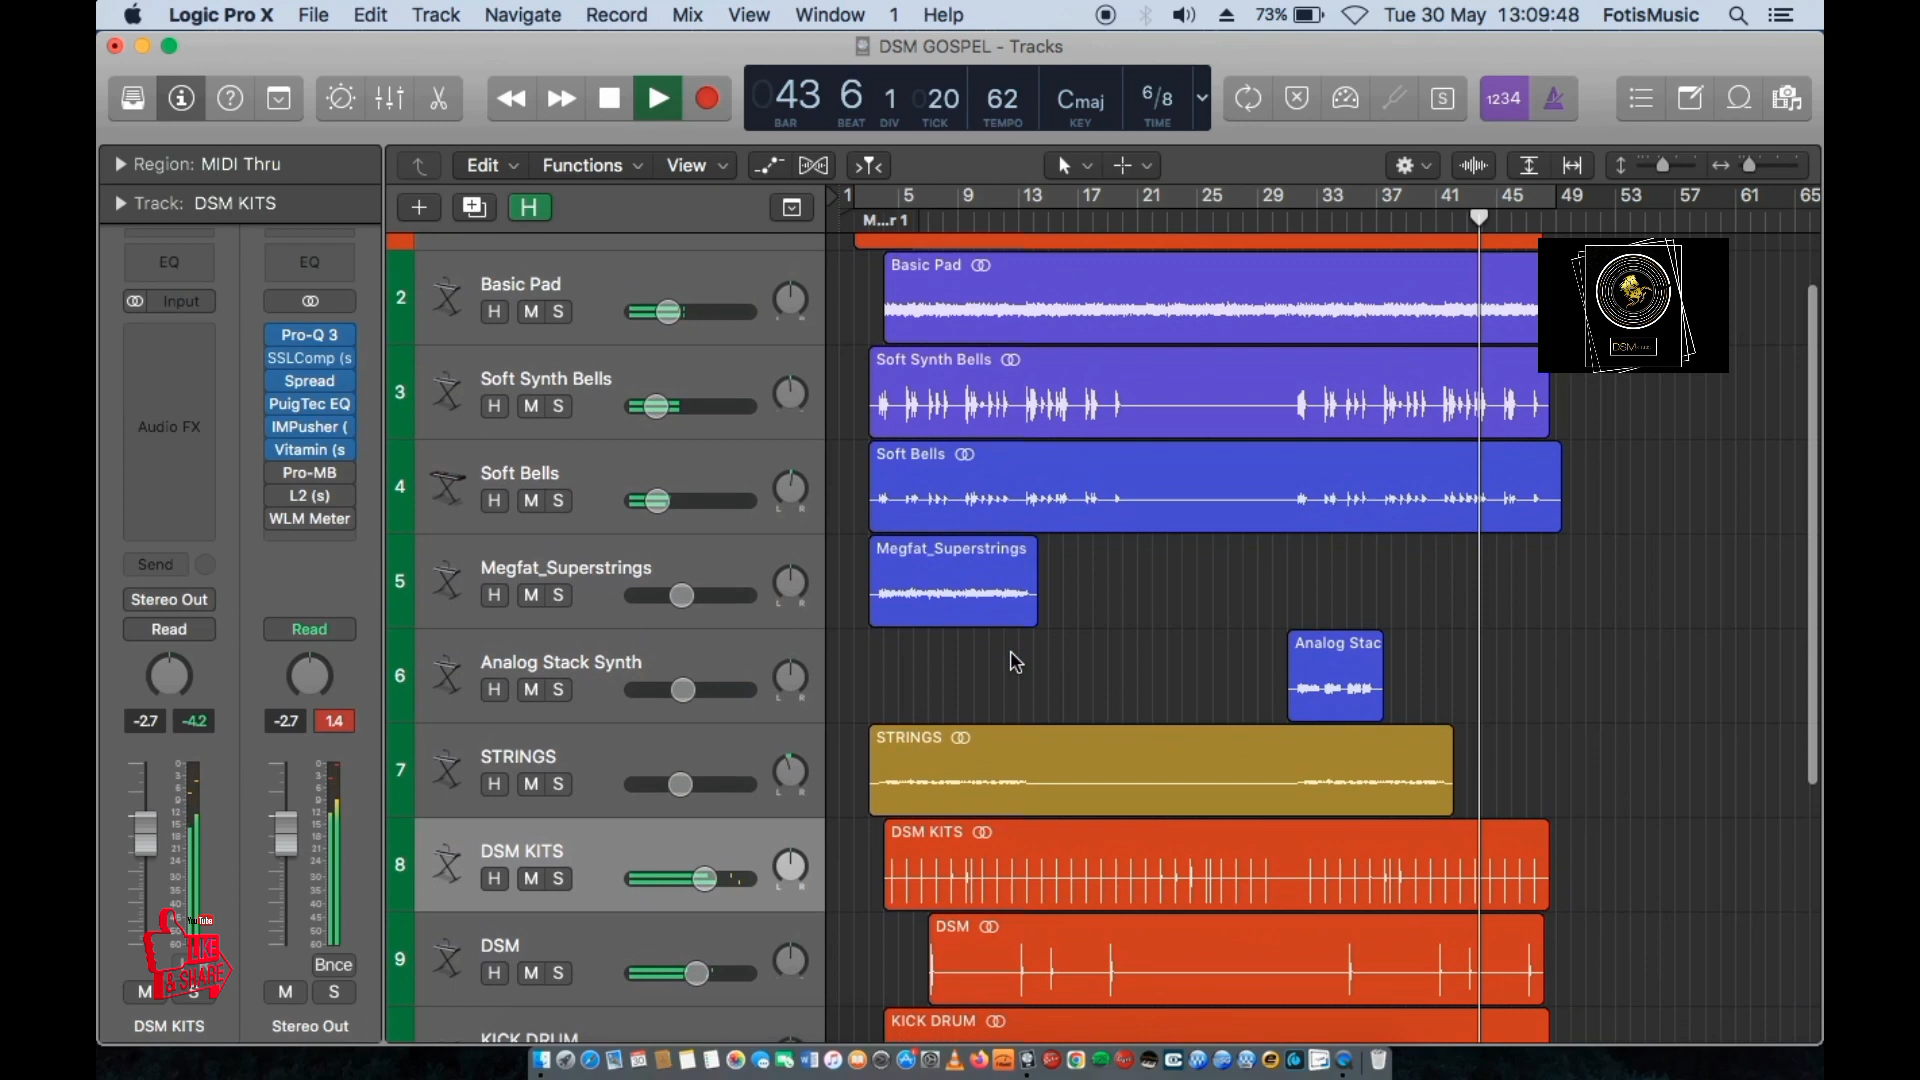 Logic Pro X File Edit Track Navigate Record Mix View Window 1 Help 73% Tue 30 May 13:09:48 FotisMusic
DSM GOSPEL - Tracks
043 6 1 020 62 Cmaj 6/8 1234
BAR BEAT DIV TICK TEMPO KEY TIME
S
Region: MIDI Thru
Edit Functions View
Track: DSM KITS
H
1 5 9 13 17 21 25 29 33 37 41 45 49 53 57 61 65
M...r 1
EQ EQ
Input
Audio FX
Pro-Q 3
SSLComp (s
Spread
PuigTec EQ
IMPusher (
Vitamin (s
Pro-MB
L2 (s)
WLM Meter
Send
Stereo Out
Read Read
-2.7 -4.2 -2.7 1.4
Bnce
M S M S
DSM KITS Stereo Out
YouTube
LIKE
& SHARE
2 Basic Pad
H M S
3 Soft Synth Bells
H M S
4 Soft Bells
H M S
5 Megfat_Superstrings
H M S
6 Analog Stack Synth
H M S
7 STRINGS
H M S
8 DSM KITS
H M S
9 DSM
H M S
KICK DRUM
Basic Pad
Soft Synth Bells
Soft Bells
Megfat_Superstrings
Analog Stac
STRINGS
DSM KITS
DSM
KICK DRUM
DSM